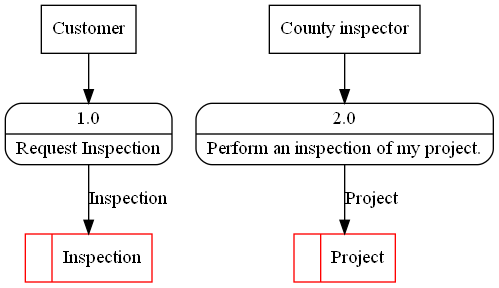 Customer
County inspector
1.0
Request Inspection
2.0
Perform an inspection of my project.
Inspection
Project
Inspection
Project